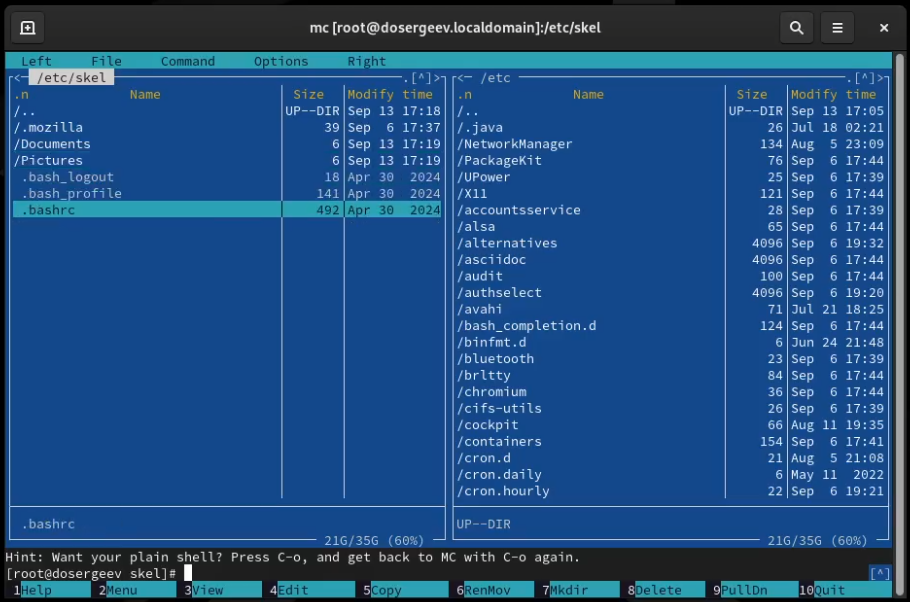 mc [root@dosergeev.localdomain]:/etc/skel
Left File Command Options Right
<─ /etc/skel .[^]> <─ /etc .[^]>
.n Name Size Modify time .n Name Size Modify time
/.. UP--DIR Sep 13 17:18 /.. UP--DIR Sep 13 17:05
/.mozilla 39 Sep 6 17:37 /.java 26 Jul 18 02:21
/Documents 6 Sep 13 17:19 /NetworkManager 134 Aug 5 23:09
/Pictures 6 Sep 13 17:19 /PackageKit 76 Sep 6 17:44
.bash_logout 18 Apr 30 2024 /UPower 25 Sep 6 17:39
.bash_profile 141 Apr 30 2024 /X11 121 Sep 6 17:44
.bashrc 492 Apr 30 2024 /accountsservice 28 Sep 6 17:39
/alsa 65 Sep 6 17:44
/alternatives 4096 Sep 6 19:32
/asciidoc 4096 Sep 6 17:44
/audit 100 Sep 6 17:44
/authselect 4096 Sep 6 19:20
/avahi 71 Jul 21 18:25
/bash_completion.d 124 Sep 6 17:44
/binfmt.d 6 Jun 24 21:48
/bluetooth 23 Sep 6 17:39
/brltty 84 Sep 6 17:44
/chromium 36 Sep 6 17:44
/cifs-utils 26 Sep 6 17:39
/cockpit 66 Aug 11 19:35
/containers 154 Sep 6 17:41
/cron.d 21 Aug 5 21:08
/cron.daily 6 May 11 2022
/cron.hourly 22 Sep 6 19:21
.bashrc UP--DIR
21G/35G (60%) 21G/35G (60%)
Hint: Want your plain shell? Press C-o, and get back to MC with C-o again.
[root@dosergeev skel]# [^]
1Help 2Menu 3View 4Edit 5Copy 6RenMov 7Mkdir 8Delete 9PullDn 10Quit